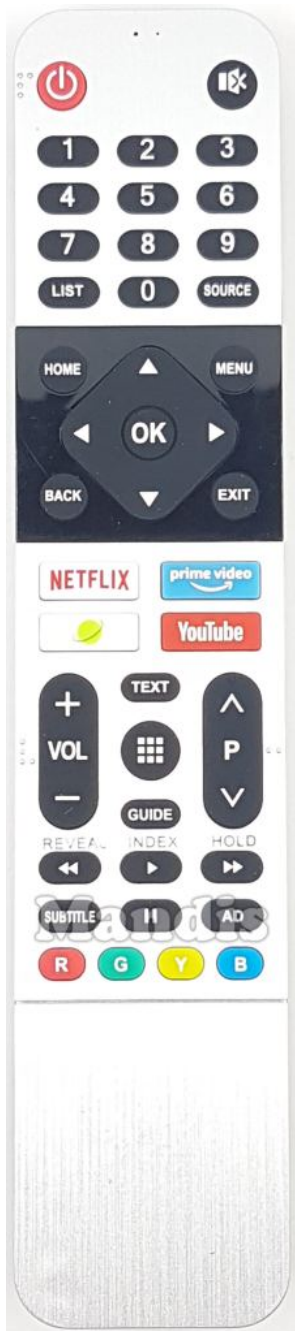 1 2 3
4 5 6
7 8 9
LIST 0 SOURCE
HOME MENU
OK
BACK EXIT
NETFLIX prime video
YouTube
TEXT
+ VOL −
P
GUIDE
REVEAL INDEX HOLD
SUBTITLE AD
Mandis
R G Y B